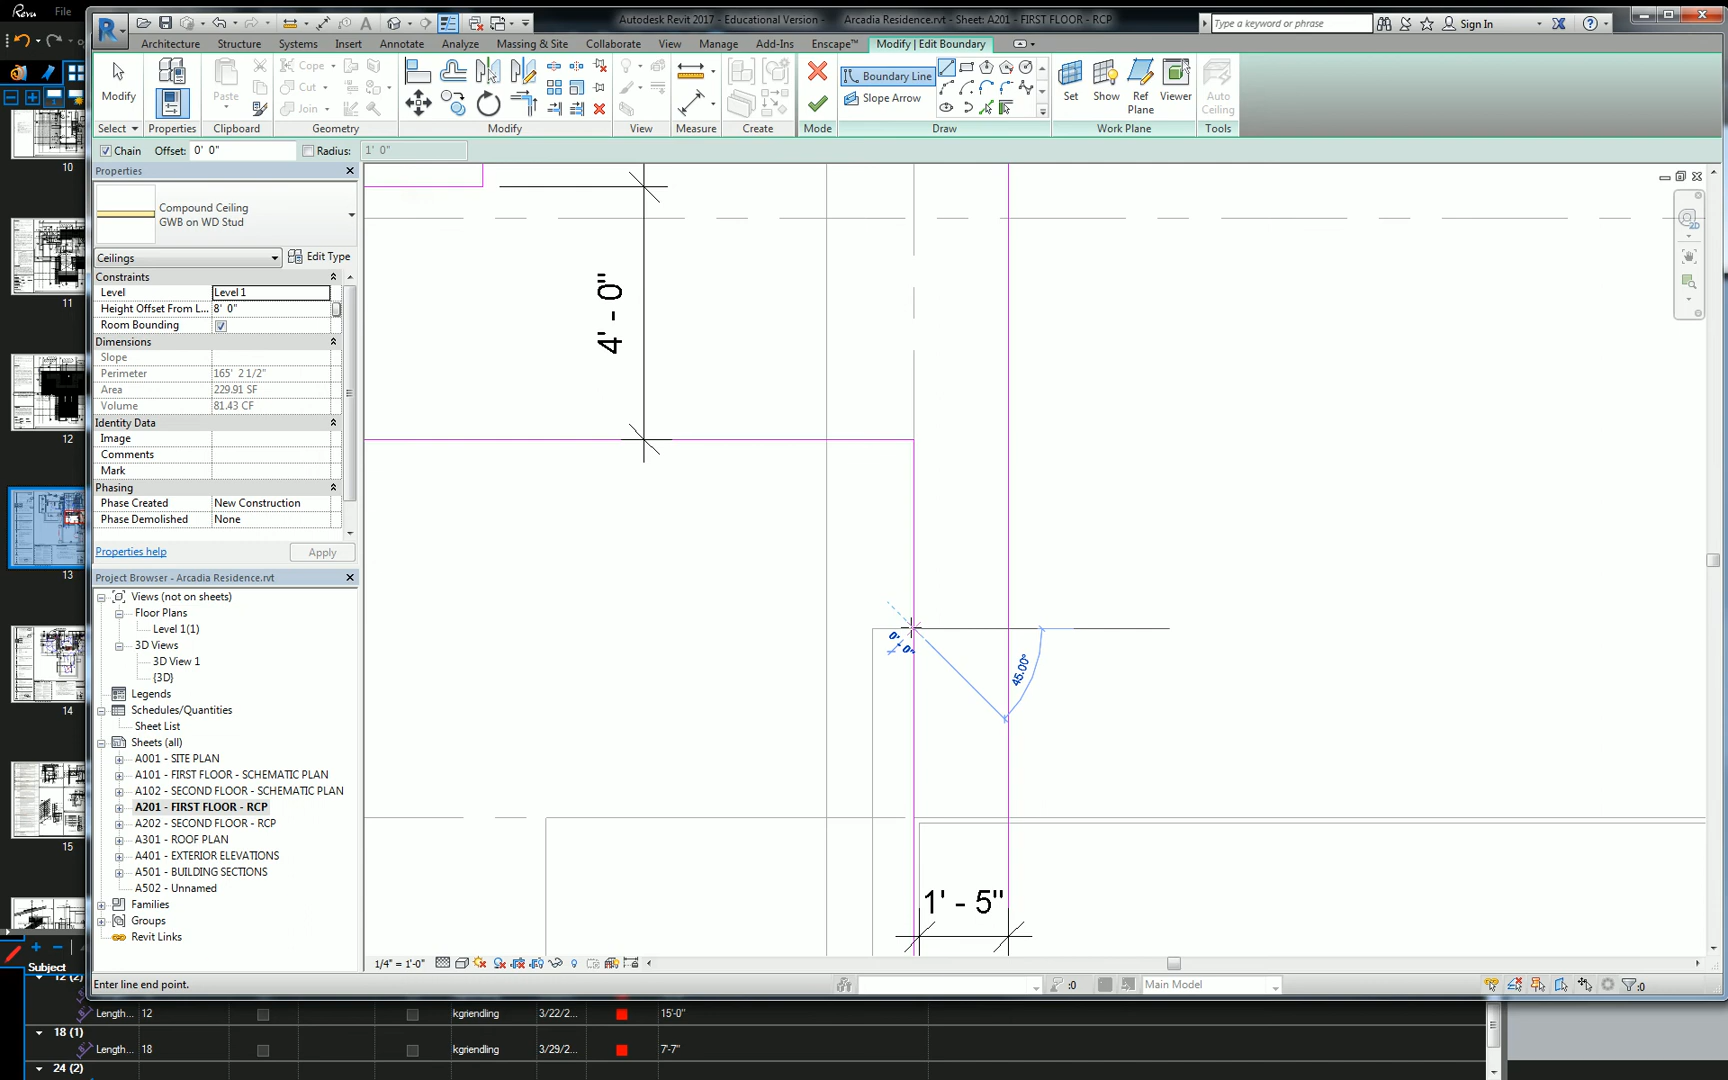 Revu
File
Autodesk Revit 2017 - Educational Version - Arcadia Residence.rvt - Sheet: A201 - FIRST FLOOR - RCP
Type a keyword or phrase
Sign In
Architecture Structure Systems Insert Annotate Analyze Massing & Site Collaborate View Manage Add-Ins Enscape™ Modify | Edit Boundary
Modify
Paste
Cope
Cut
Join
Boundary Line
Slope Arrow
Set
Show
Ref Plane
Viewer
Auto Ceiling
Select Properties Clipboard Geometry Modify View Measure Create Mode Draw Work Plane Tools
Chain Offset: 0' 0" Radius: 1' 0"
Properties
Compound Ceiling
GWB on WD Stud
Ceilings
Edit Type
Constraints
Level Level 1
Height Offset From L... 8' 0"
Room Bounding
Dimensions
Slope
Perimeter 165' 2 1/2"
Area 229.91 SF
Volume 81.43 CF
Identity Data
Image
Comments
Mark
Phasing
Phase Created New Construction
Phase Demolished None
Properties help
Apply
Project Browser - Arcadia Residence.rvt
Views (not on sheets)
Floor Plans
Level 1(1)
3D Views
3D View 1
{3D}
Legends
Schedules/Quantities
Sheet List
Sheets (all)
A001 - SITE PLAN
A101 - FIRST FLOOR - SCHEMATIC PLAN
A102 - SECOND FLOOR - SCHEMATIC PLAN
A201 - FIRST FLOOR - RCP
A202 - SECOND FLOOR - RCP
A301 - ROOF PLAN
A401 - EXTERIOR ELEVATIONS
A501 - BUILDING SECTIONS
A502 - Unnamed
Families
Groups
Revit Links
10
11
12
13
14
15
4' - 0"
0' - 0"
45.00°
1' - 5"
2D
1/4" = 1'-0"
Enter line end point.
:0
Main Model
:0
Subject
12 (2)
Length... 12 kgriendling 3/22/2... 15'-0"
18 (1)
Length... 18 kgriendling 3/29/2... 7'-7"
24 (2)